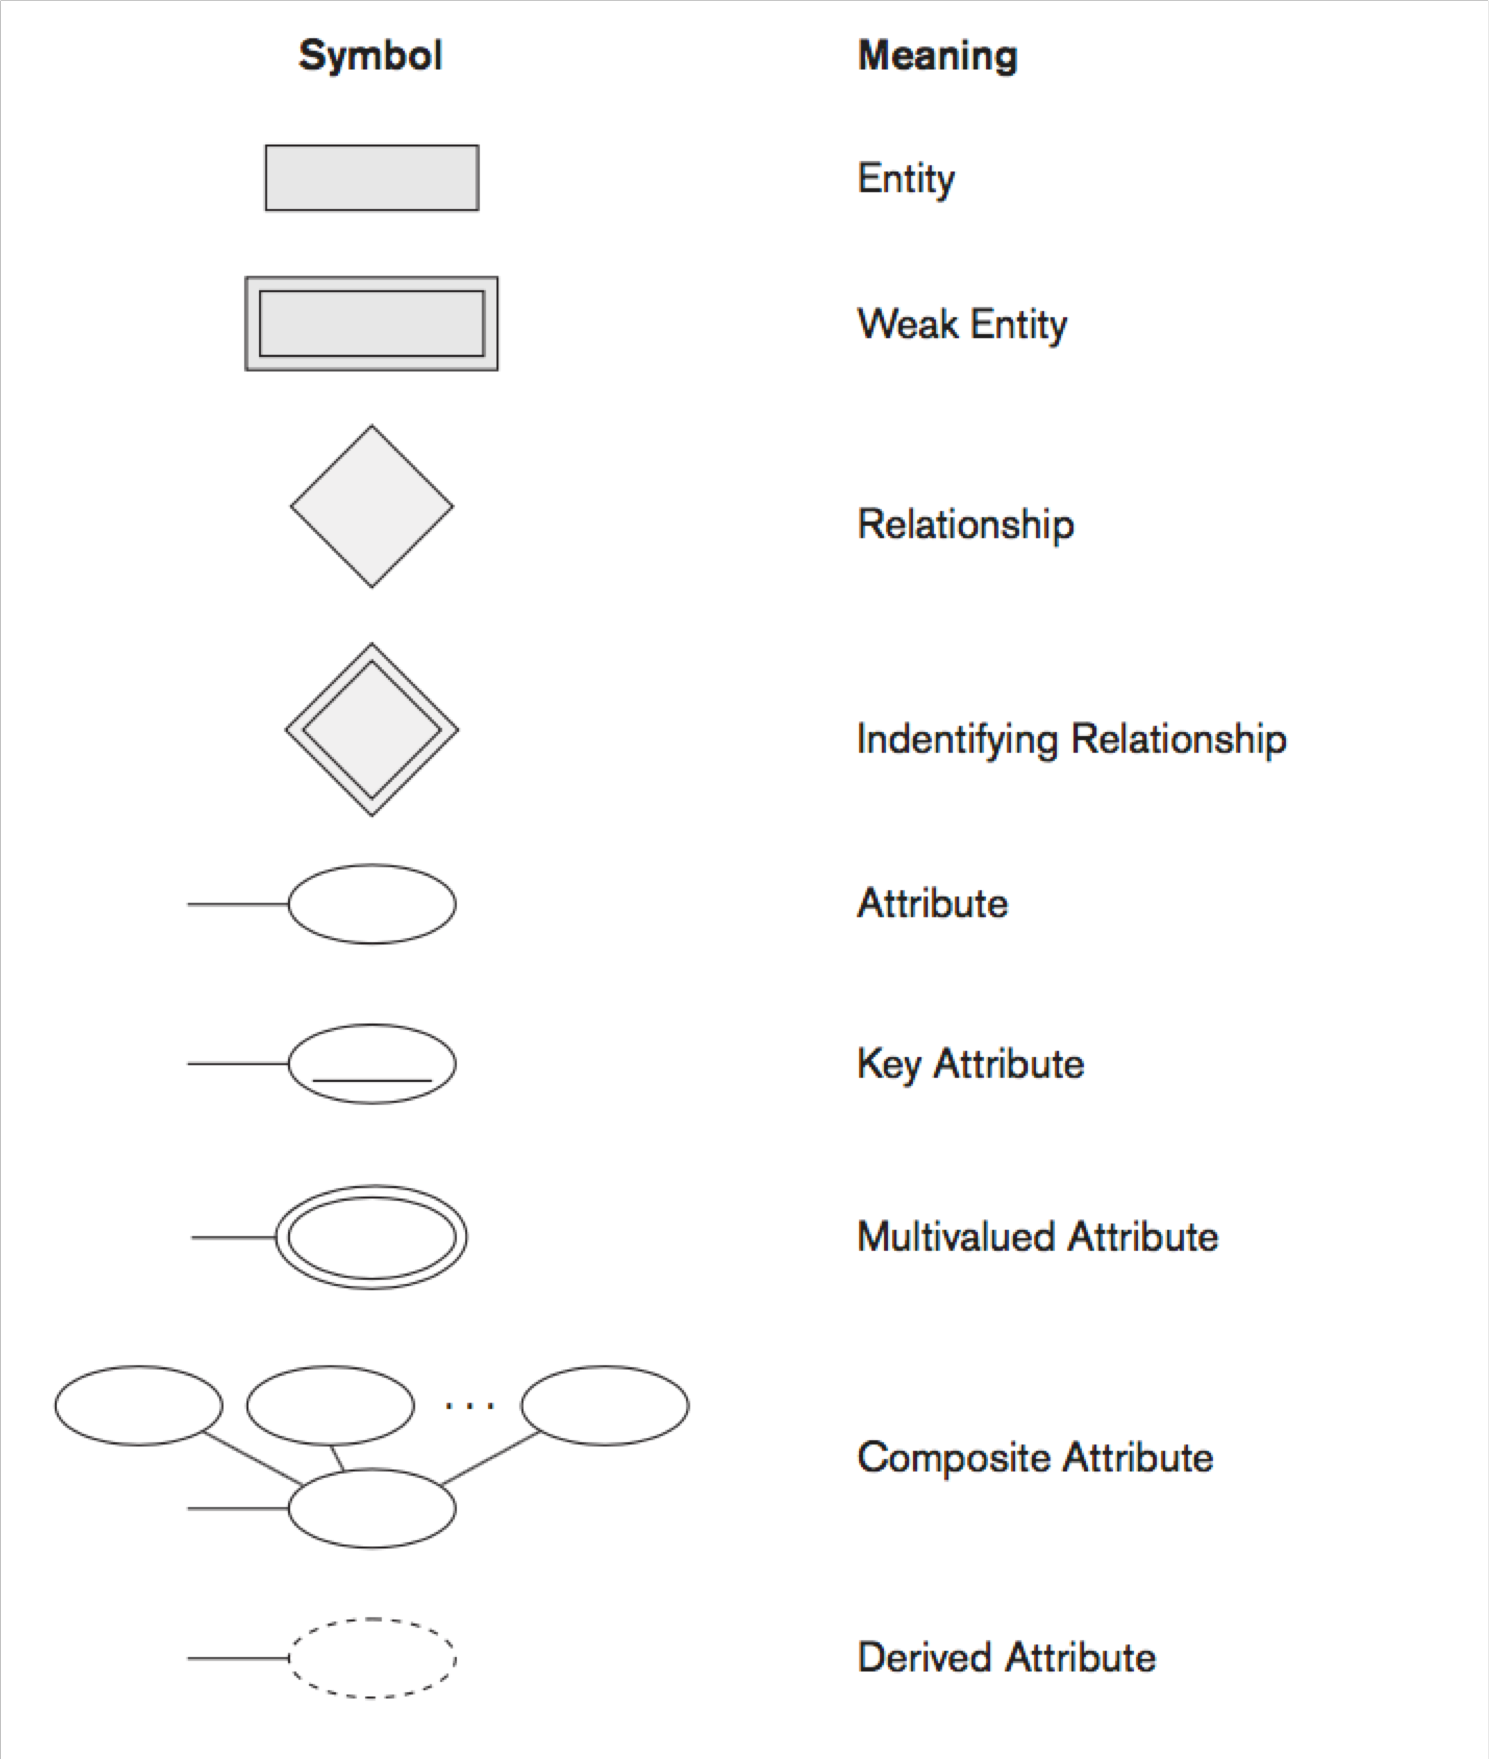 Symbol Meaning
Entity
Weak Entity
Relationship
Indentifying Relationship
Attribute
Key Attribute
Multivalued Attribute
. . .
Composite Attribute
Derived Attribute